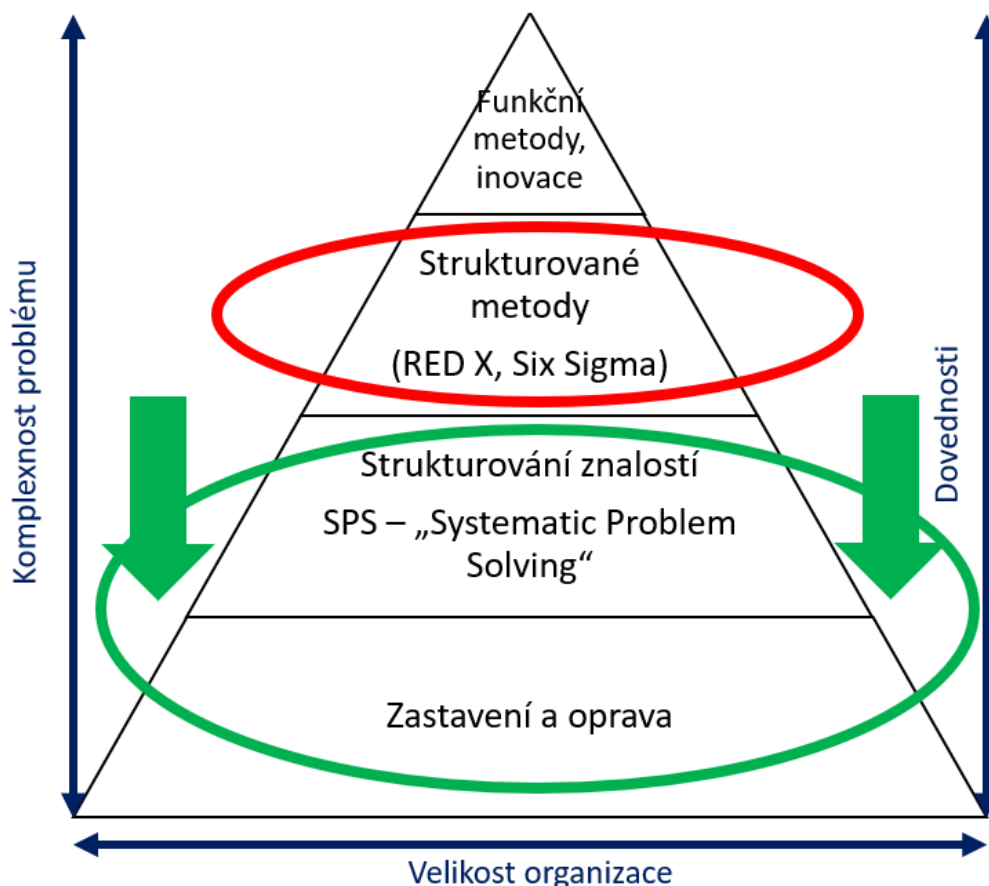 Funkční
metody,
inovace
Strukturované
metody
(RED X, Six Sigma)
Strukturování znalostí
SPS – „Systematic Problem
Solving“
Zastavení a oprava
Komplexnost problému
Dovednosti
Velikost organizace